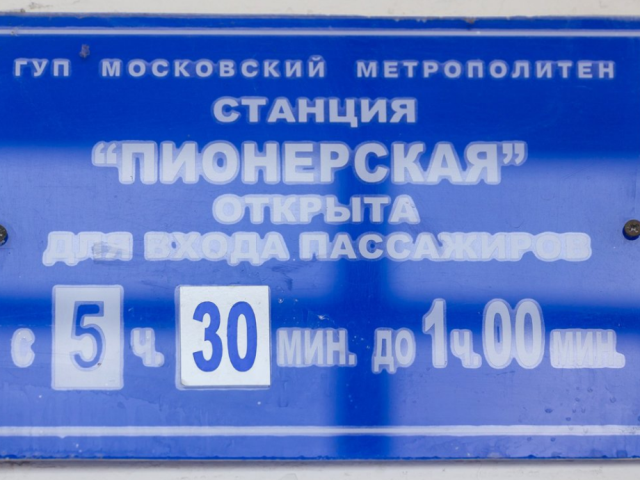 ГУП МОСКОВСКИЙ МЕТРОПОЛИТЕН
СТАНЦИЯ
“ПИОНЕРСКАЯ”
ОТКРЫТА
ДЛЯ ВХОДА ПАССАЖИРОВ
с 5 ч. 30 мин. до 1 ч. 00 мин.